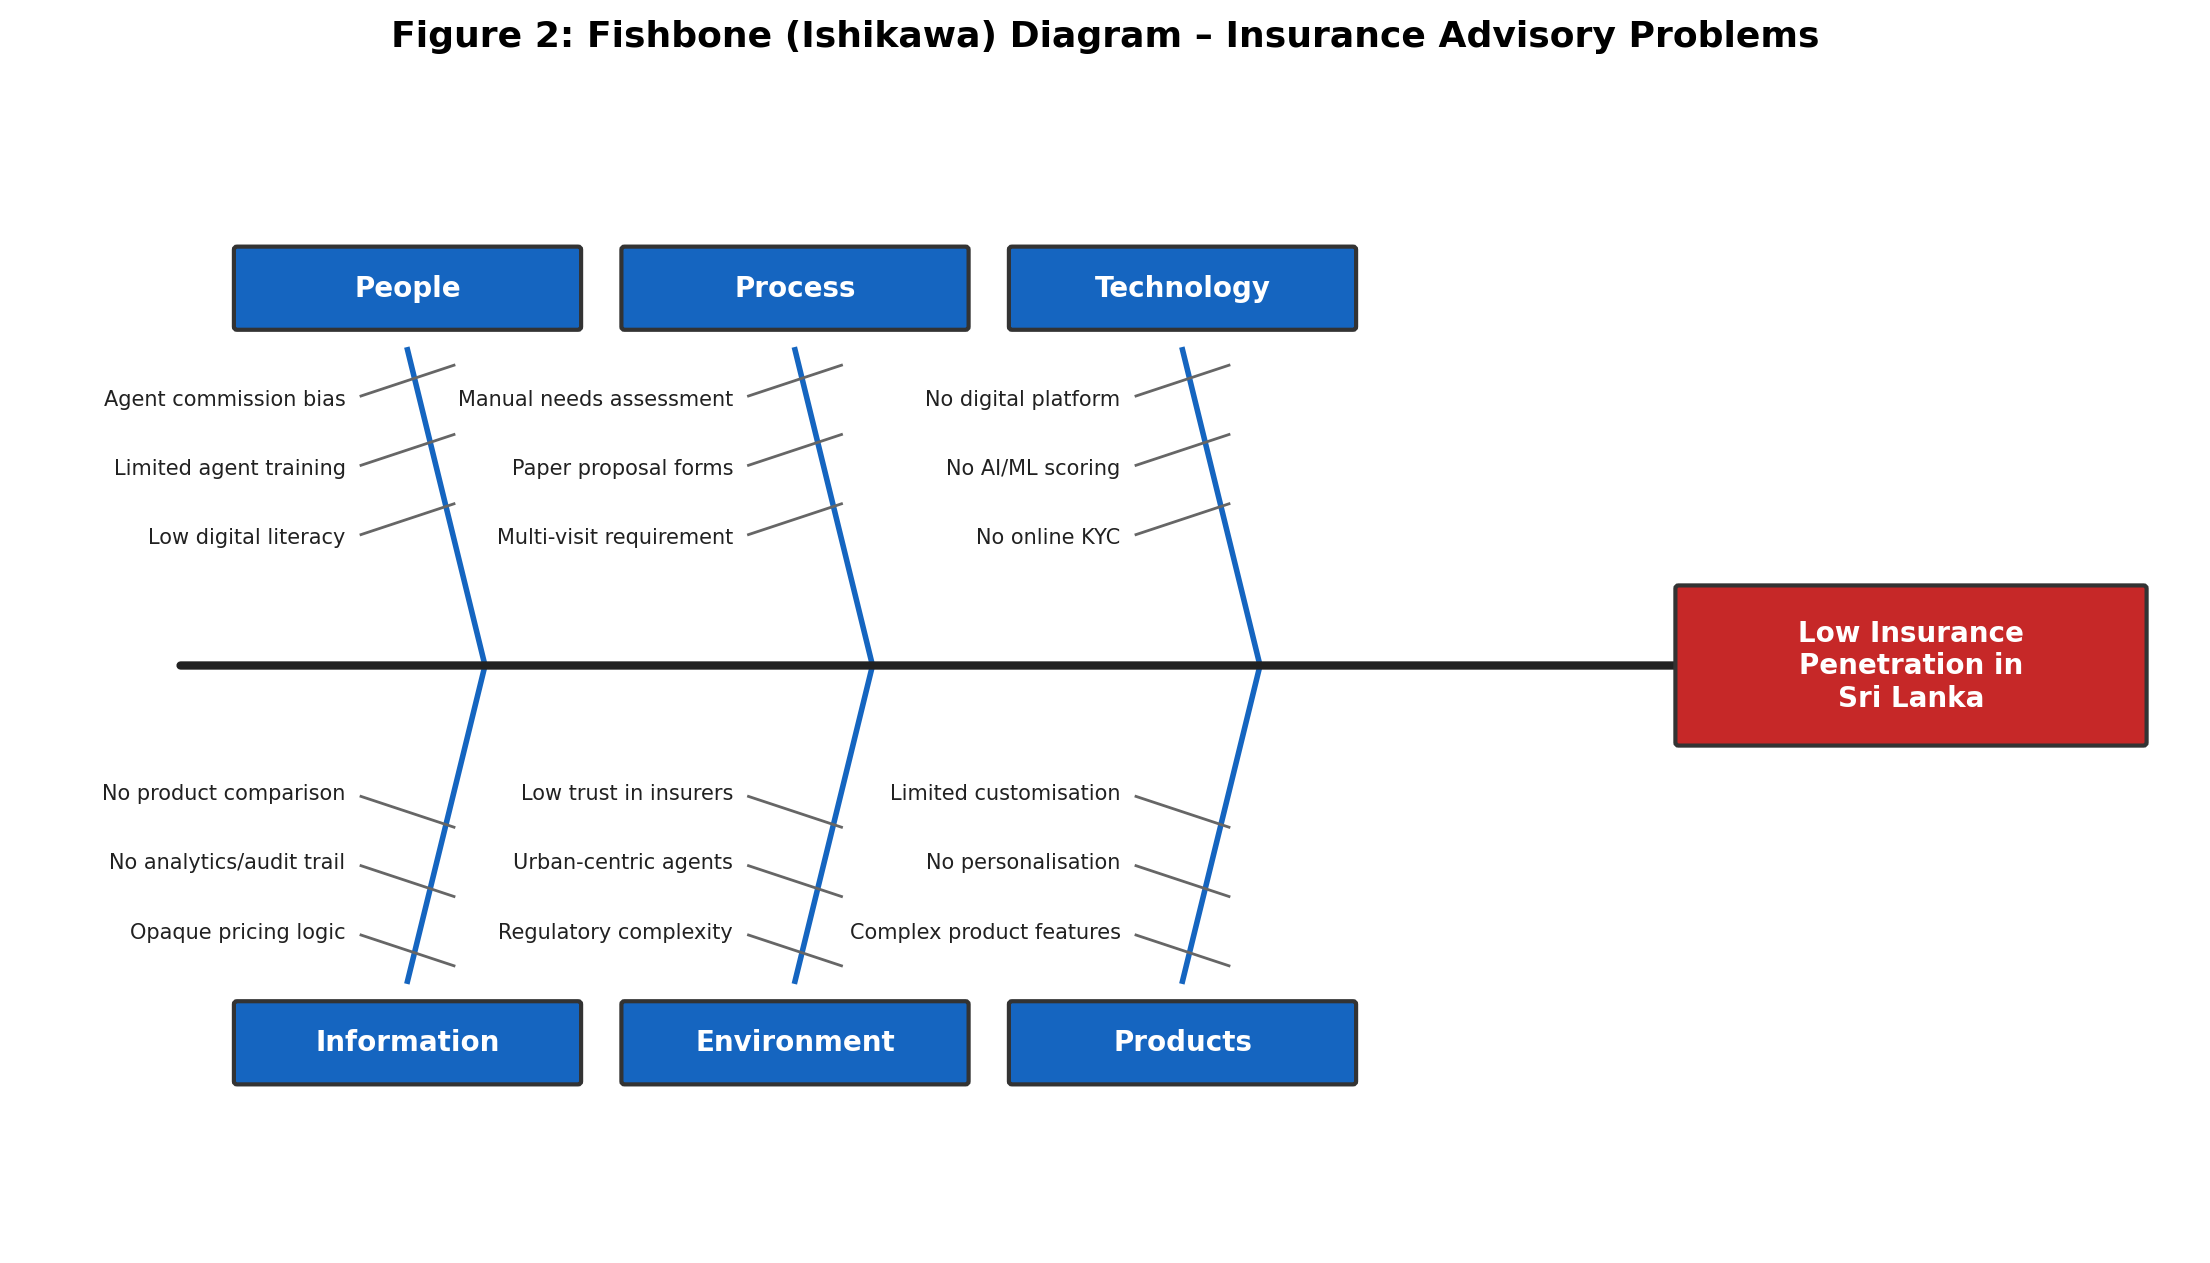 Figure 2: Fishbone (Ishikawa) Diagram – Insurance Advisory Problems
People
Process
Technology
Agent commission bias
Manual needs assessment
No digital platform
Limited agent training
Paper proposal forms
No AI/ML scoring
Low digital literacy
Multi-visit requirement
No online KYC
Low Insurance
Penetration in
Sri Lanka
No product comparison
Low trust in insurers
Limited customisation
No analytics/audit trail
Urban-centric agents
No personalisation
Opaque pricing logic
Regulatory complexity
Complex product features
Information
Environment
Products